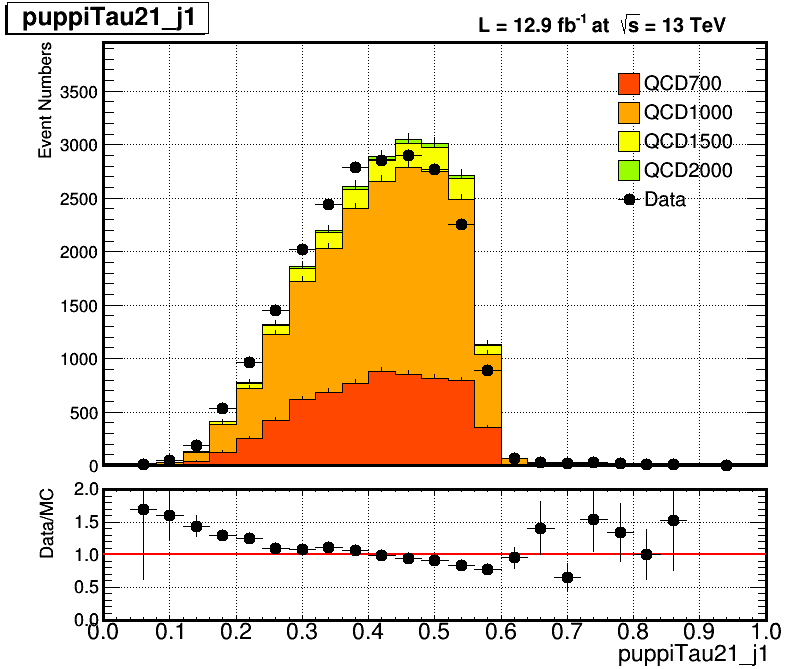 puppiTau21_j1
L = 12.9 fb⁻¹ at √s = 13 TeV
Event Numbers
3500
3000
2500
2000
1500
1000
500
0
QCD700
QCD1000
QCD1500
QCD2000
Data
Data/MC
2.0
1.5
1.0
0.5
0.0
0.0 0.1 0.2 0.3 0.4 0.5 0.6 0.7 0.8 0.9 1.0
puppiTau21_j1